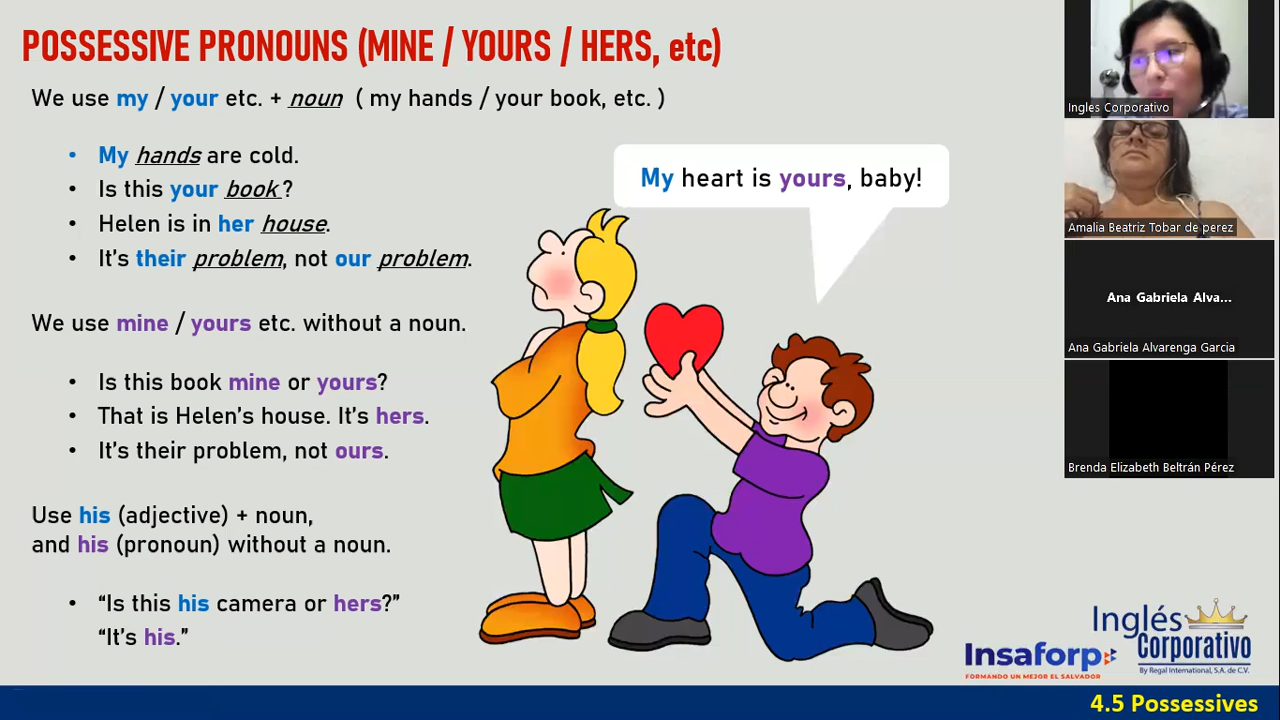 POSSESSIVE PRONOUNS (MINE / YOURS / HERS, etc)
We use my / your etc. + noun ( my hands / your book, etc. )
• My hands are cold.
• Is this your book ?
• Helen is in her house.
• It's their problem, not our problem.
We use mine / yours etc. without a noun.
• Is this book mine or yours?
• That is Helen's house. It's hers.
• It's their problem, not ours.
Use his (adjective) + noun,
and his (pronoun) without a noun.
• “Is this his camera or hers?”
“It's his.”
My heart is yours, baby!
Insaforp
FORMANDO UN MEJOR EL SALVADOR
Inglés
Corporativo
By Regal International, S.A. de C.V.
4.5 Possessives
Ingles Corporativo
Amalia Beatriz Tobar de perez
Ana Gabriela Alva...
Ana Gabriela Alvarenga Garcia
Brenda Elizabeth Beltrán Pérez